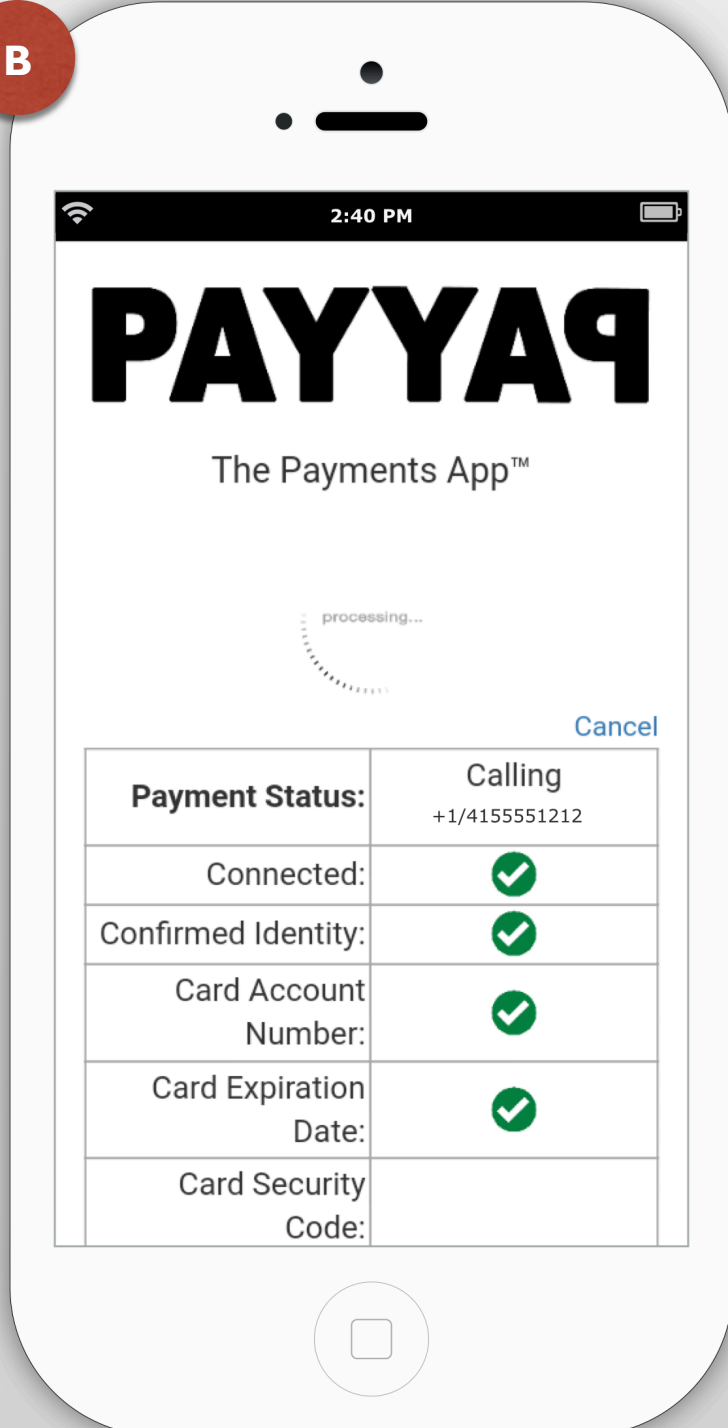 B
2:40 PM
PAYYAP
The Payments App™
processing...
Cancel
Payment Status:
Calling
+1/4155551212
Connected:
Confirmed Identity:
Card Account
Number:
Card Expiration
Date:
Card Security
Code: